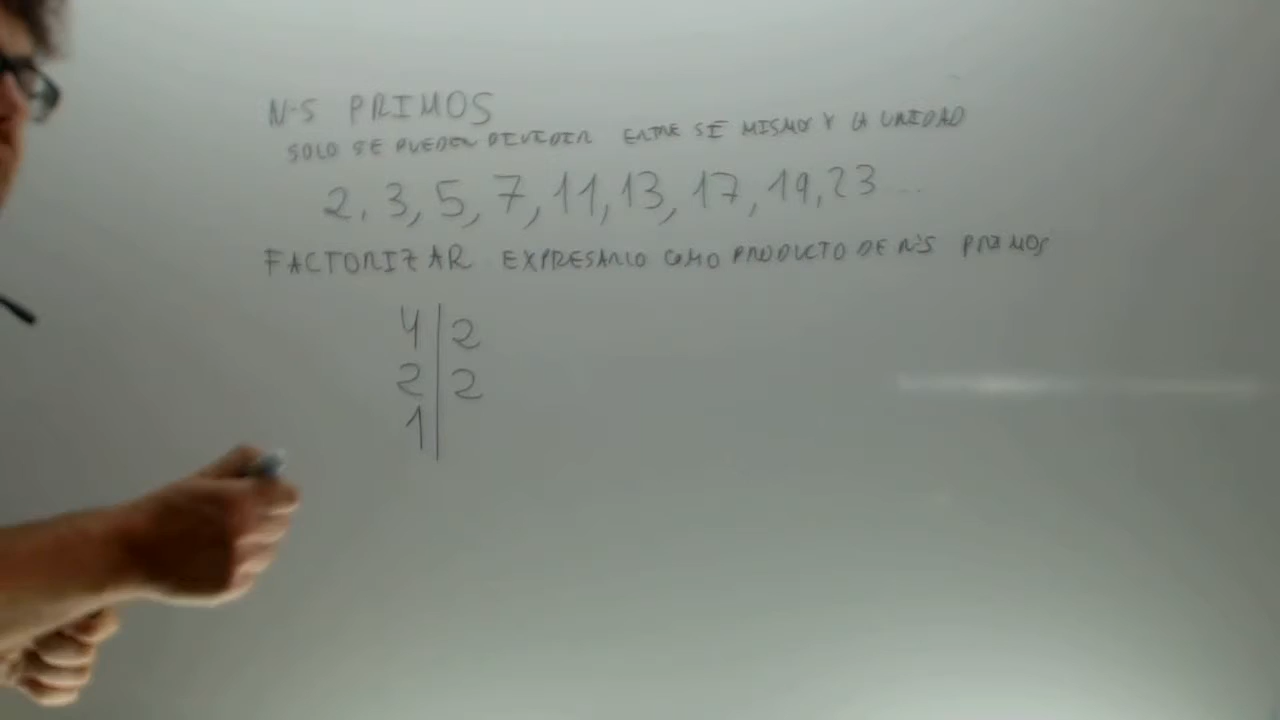 Nºs PRIMOS
SOLO SE PUEDEN DIVIDIR ENTRE SÍ MISMO Y LA UNIDAD
2, 3, 5, 7, 11, 13, 17, 19, 23 ...
FACTORIZAR EXPRESARLO COMO PRODUCTO DE NºS PRIMOS
4 | 2
2 | 2
1 |